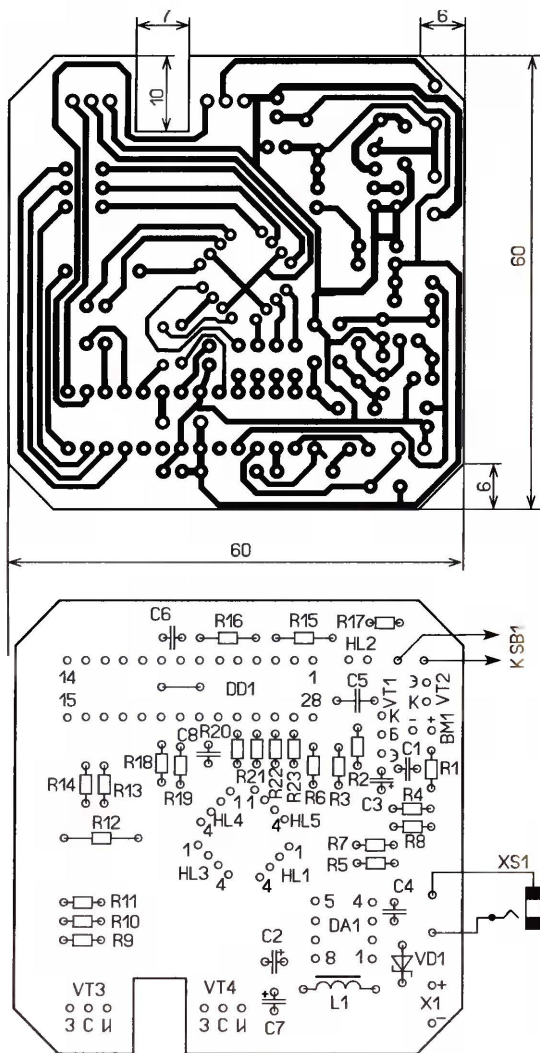 7
6
10
60
6
60
C6
R16
R15
R17
HL2
K SB1
14
1
DD1
15
28
C5
VT1
К
Б
Э
Э
К
-
VT2
+
BM1
R18
C8
R20
R19
R21
R22
R23
R6
R3
R2
C3
C1
R1
R14
R13
R12
HL4
1
4
1
4
HL5
R4
R8
R7
R5
1
HL3
4
1
HL1
4
XS1
R11
R10
R9
5
4
DA1
8
1
C4
C2
+
VD1
VT3
З С И
VT4
З С И
+
C7
L1
+
X1
-